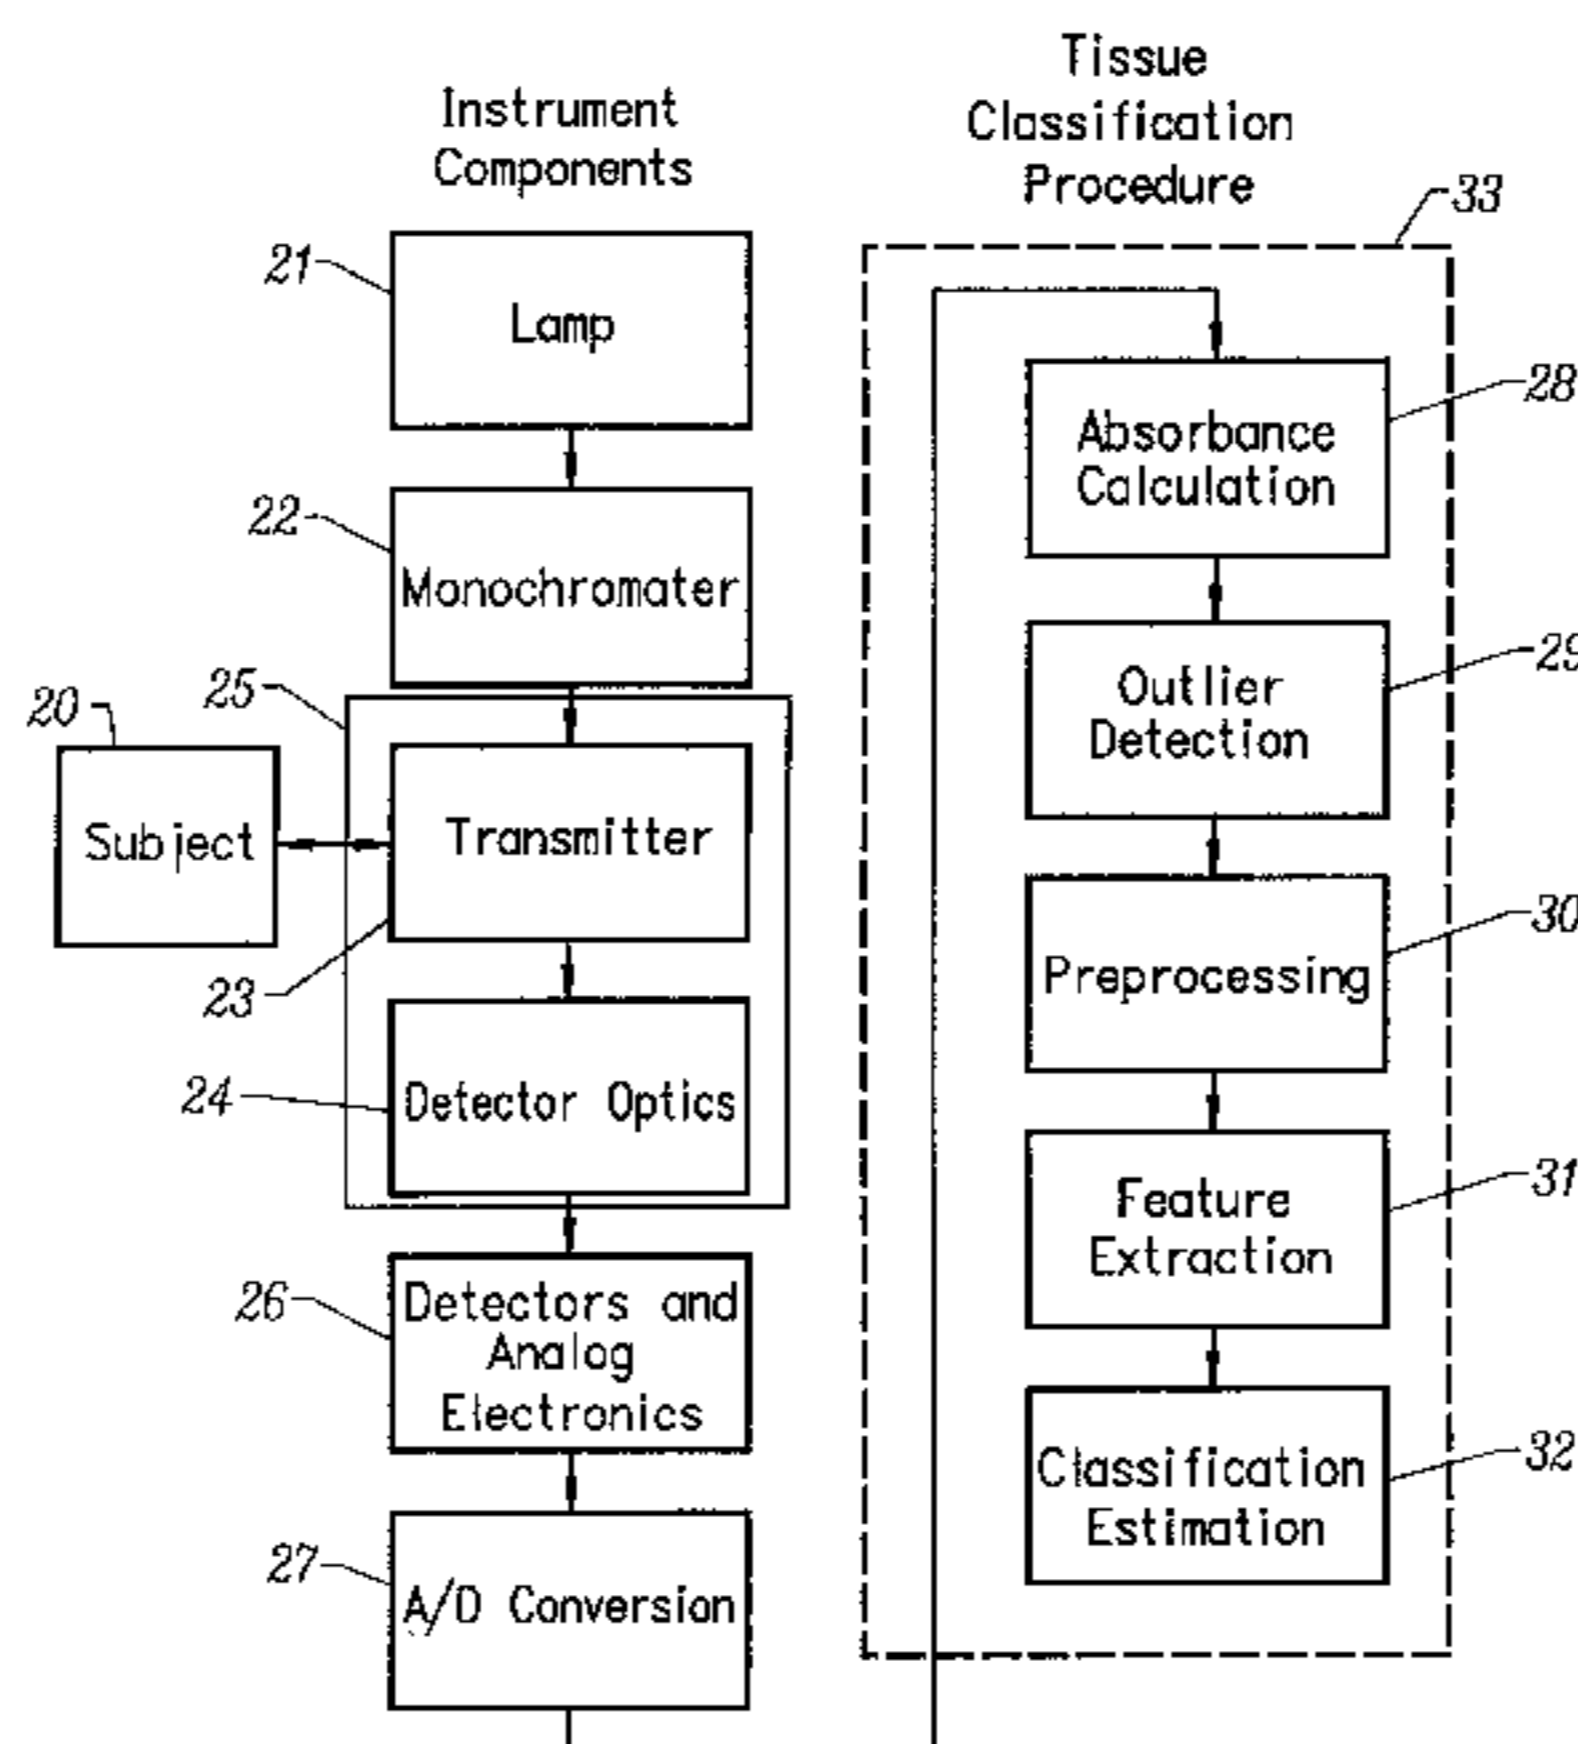 Instrument
Components
21
Lamp
22
Monochromater
25
20
Subject
Transmitter
23
24
Detector Optics
26
Detectors and
Analog
Electronics
27
A/D Conversion
Tissue
Classification
Procedure
33
28
Absorbance
Calculation
29
Outlier
Detection
30
Preprocessing
31
Feature
Extraction
32
Classification
Estimation